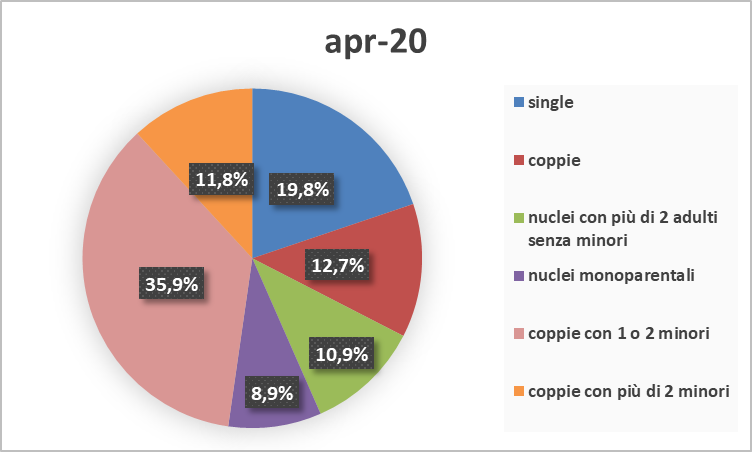 apr-20
single
coppie
nuclei con più di 2 adulti
senza minori
nuclei monoparentali
coppie con 1 o 2 minori
coppie con più di 2 minori
11,8%
19,8%
12,7%
35,9%
10,9%
8,9%